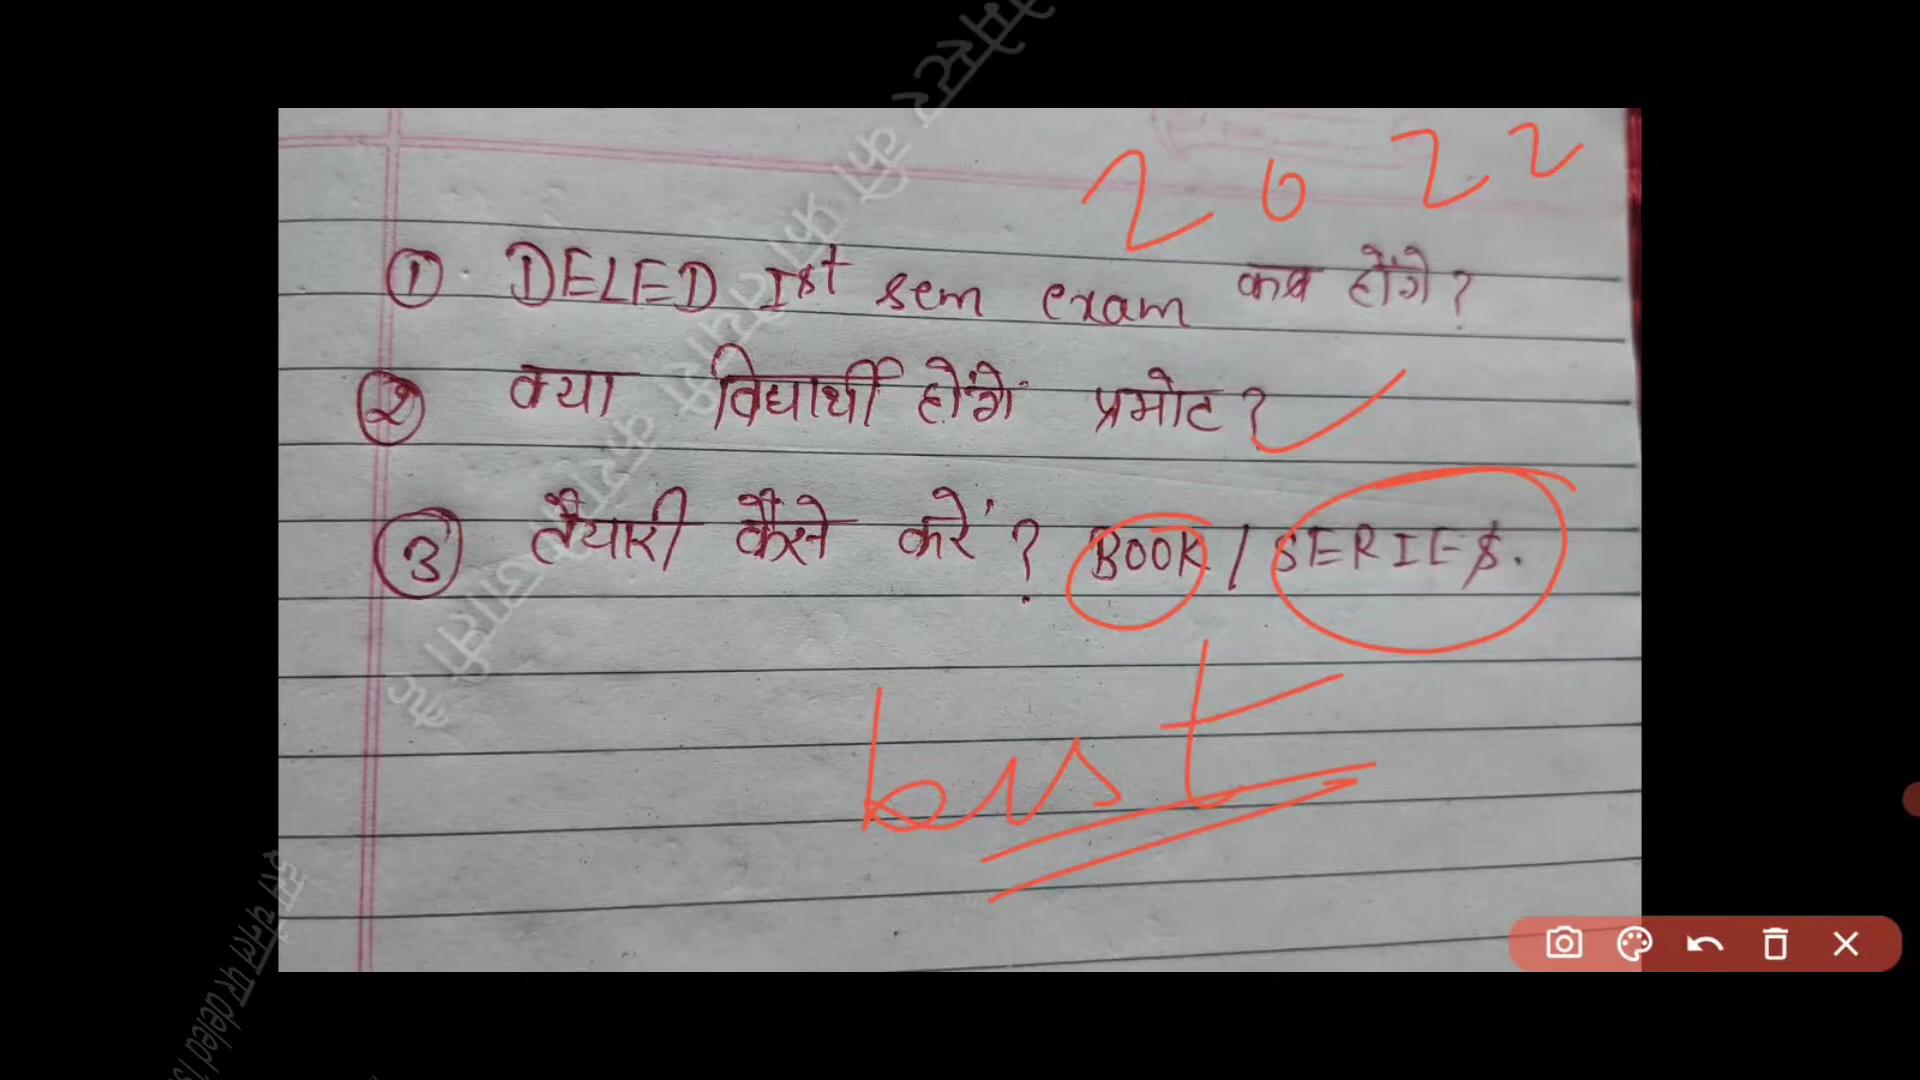 2022
① DELED Ist sem exam कब होंगे?
② क्या विद्यार्थी होंगे प्रमोट?
③ तैयारी कैसे करें? BOOK / SERIES.
best